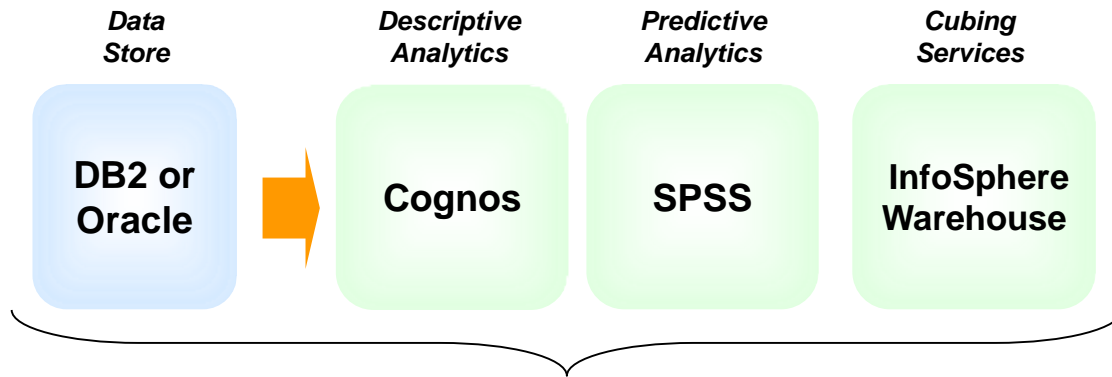 Data
Store
Descriptive
Analytics
Predictive
Analytics
Cubing
Services
DB2 or
Oracle
Cognos
SPSS
InfoSphere
Warehouse